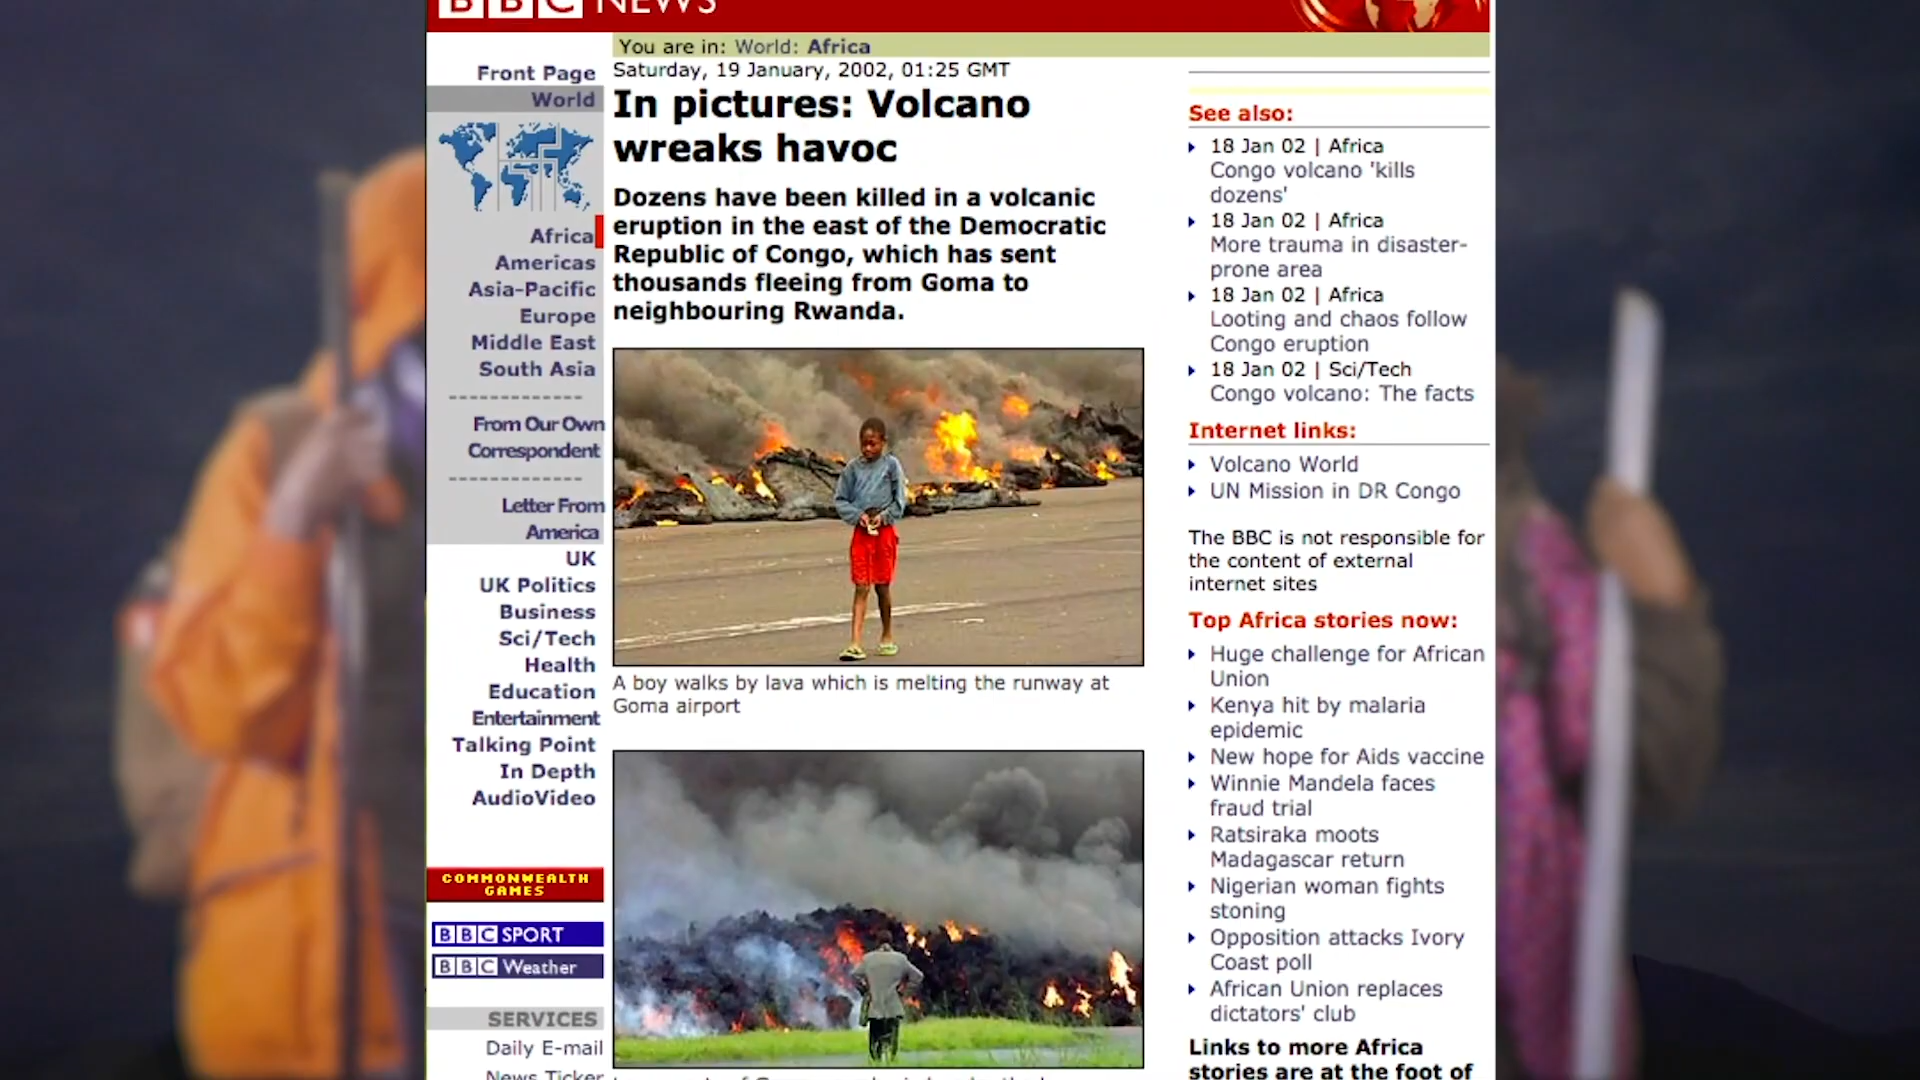 BBC NEWS
You are in: World: Africa
Front Page
World
Africa
Americas
Asia-Pacific
Europe
Middle East
South Asia
From Our Own
Correspondent
Letter From
America
UK
UK Politics
Business
Sci/Tech
Health
Education
Entertainment
Talking Point
In Depth
AudioVideo
COMMONWEALTH
GAMES
BBC SPORT
BBC Weather
SERVICES
Daily E-mail
News Ticker
Saturday, 19 January, 2002, 01:25 GMT
In pictures: Volcano
wreaks havoc
Dozens have been killed in a volcanic
eruption in the east of the Democratic
Republic of Congo, which has sent
thousands fleeing from Goma to
neighbouring Rwanda.
A boy walks by lava which is melting the runway at
Goma airport
See also:
18 Jan 02 | Africa
Congo volcano 'kills
dozens'
18 Jan 02 | Africa
More trauma in disaster-
prone area
18 Jan 02 | Africa
Looting and chaos follow
Congo eruption
18 Jan 02 | Sci/Tech
Congo volcano: The facts
Internet links:
Volcano World
UN Mission in DR Congo
The BBC is not responsible for
the content of external
internet sites
Top Africa stories now:
Huge challenge for African
Union
Kenya hit by malaria
epidemic
New hope for Aids vaccine
Winnie Mandela faces
fraud trial
Ratsiraka moots
Madagascar return
Nigerian woman fights
stoning
Opposition attacks Ivory
Coast poll
African Union replaces
dictators' club
Links to more Africa
stories are at the foot of